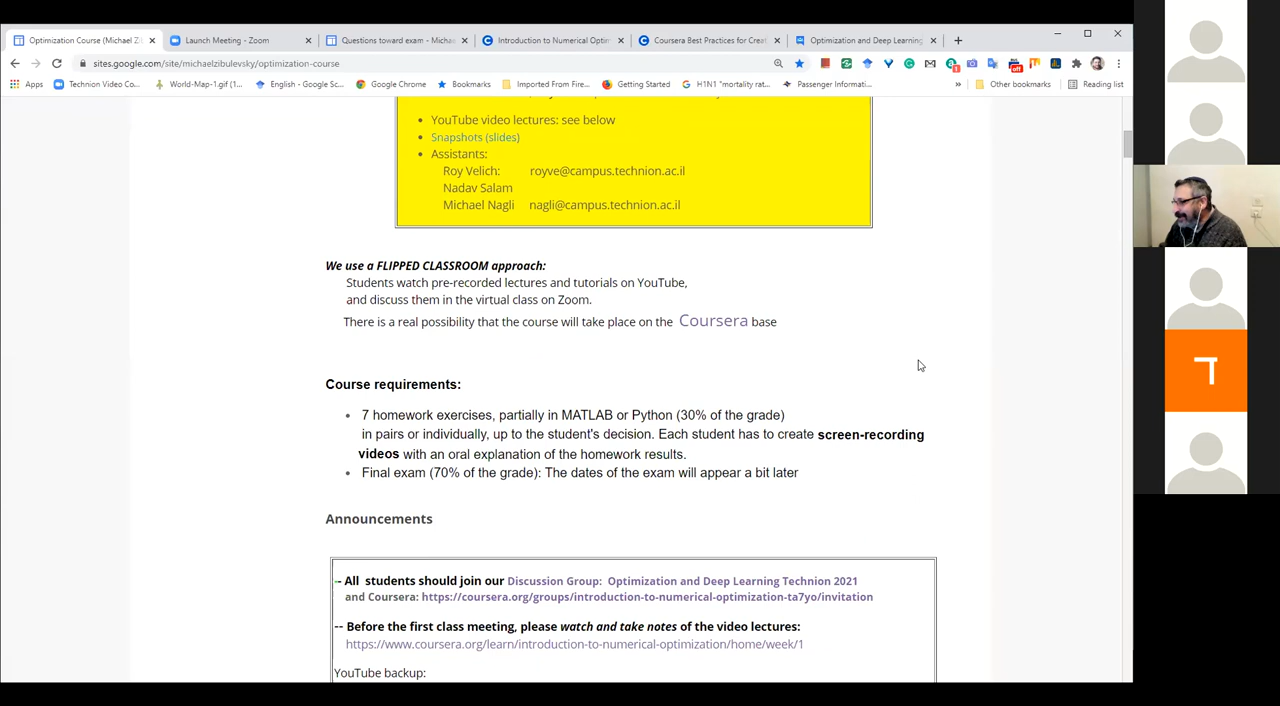 Optimization Course (Michael Zi
Launch Meeting - Zoom
Questions toward exam - Michae
Introduction to Numerical Optim
Coursera Best Practices for Creat
Optimization and Deep Learning
sites.google.com/site/michaelzibulevsky/optimization-course
Apps
Technion Video Co...
World-Map-1.gif (1...
English - Google Sc...
Google Chrome
Bookmarks
Imported From Fire...
Getting Started
H1N1 "mortality rat...
Passenger Informati...
»
Other bookmarks
Reading list
• YouTube video lectures: see below
• Snapshots (slides)
• Assistants:
Roy Velich: royve@campus.technion.ac.il
Nadav Salam
Michael Nagli nagli@campus.technion.ac.il
We use a FLIPPED CLASSROOM approach:
Students watch pre-recorded lectures and tutorials on YouTube,
and discuss them in the virtual class on Zoom.
There is a real possibility that the course will take place on the Coursera base
Course requirements:
• 7 homework exercises, partially in MATLAB or Python (30% of the grade)
in pairs or individually, up to the student's decision. Each student has to create screen-recording
videos with an oral explanation of the homework results.
• Final exam (70% of the grade): The dates of the exam will appear a bit later
Announcements
-- All students should join our Discussion Group: Optimization and Deep Learning Technion 2021
and Coursera: https://coursera.org/groups/introduction-to-numerical-optimization-ta7yo/invitation
-- Before the first class meeting, please watch and take notes of the video lectures:
https://www.coursera.org/learn/introduction-to-numerical-optimization/home/week/1
YouTube backup:
ד